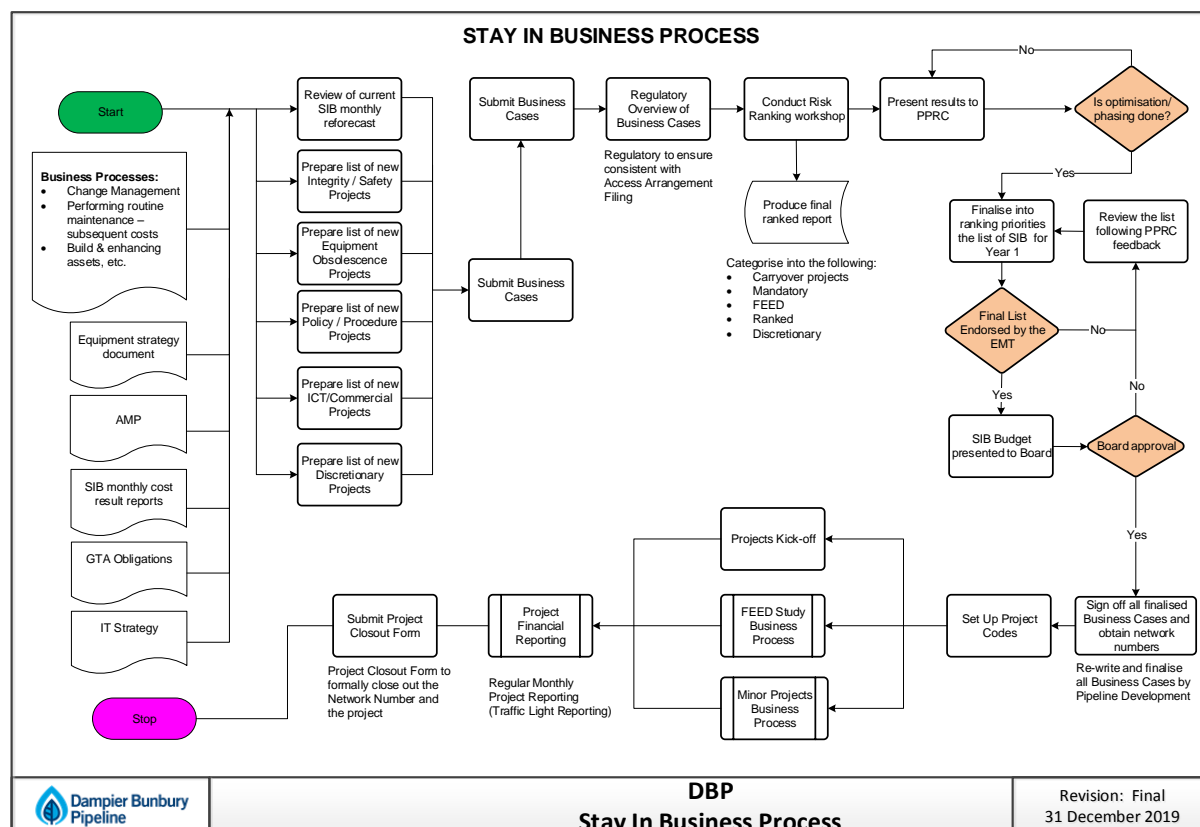 STAY IN BUSINESS PROCESS
Start
Business Processes:
• Change Management
• Performing routine
maintenance –
subsequent costs
• Build & enhancing
assets, etc.
Equipment strategy
document
AMP
SIB monthly cost
result reports
GTA Obligations
IT Strategy
Stop
Review of current
SIB monthly
reforecast
Prepare list of new
Integrity / Safety
Projects
Prepare list of new
Equipment
Obsolescence
Projects
Prepare list of new
Policy / Procedure
Projects
Prepare list of new
ICT/Commercial
Projects
Prepare list of new
Discretionary
Projects
Submit Business
Cases
Submit Business
Cases
Regulatory
Overview of
Business Cases
Regulatory to ensure
consistent with
Access Arrangement
Filing
Conduct Risk
Ranking workshop
Produce final
ranked report
Categorise into the following:
• Carryover projects
• Mandatory
• FEED
• Ranked
• Discretionary
Present results to
PPRC
No
Is optimisation/
phasing done?
Yes
Finalise into
ranking priorities
the list of SIB for
Year 1
Review the list
following PPRC
feedback
Final List
Endorsed by the
EMT
No
Yes
No
SIB Budget
presented to Board
Board approval
Yes
Sign off all finalised
Business Cases and
obtain network
numbers
Re-write and finalise
all Business Cases by
Pipeline Development
Set Up Project
Codes
Projects Kick-off
FEED Study
Business
Process
Minor Projects
Business
Process
Project
Financial
Reporting
Regular Monthly
Project Reporting
(Traffic Light Reporting)
Submit Project
Closeout Form
Project Closeout Form to
formally close out the
Network Number and
the project
Dampier Bunbury
Pipeline
DBP
Stay In Business Process
Revision: Final
31 December 2019